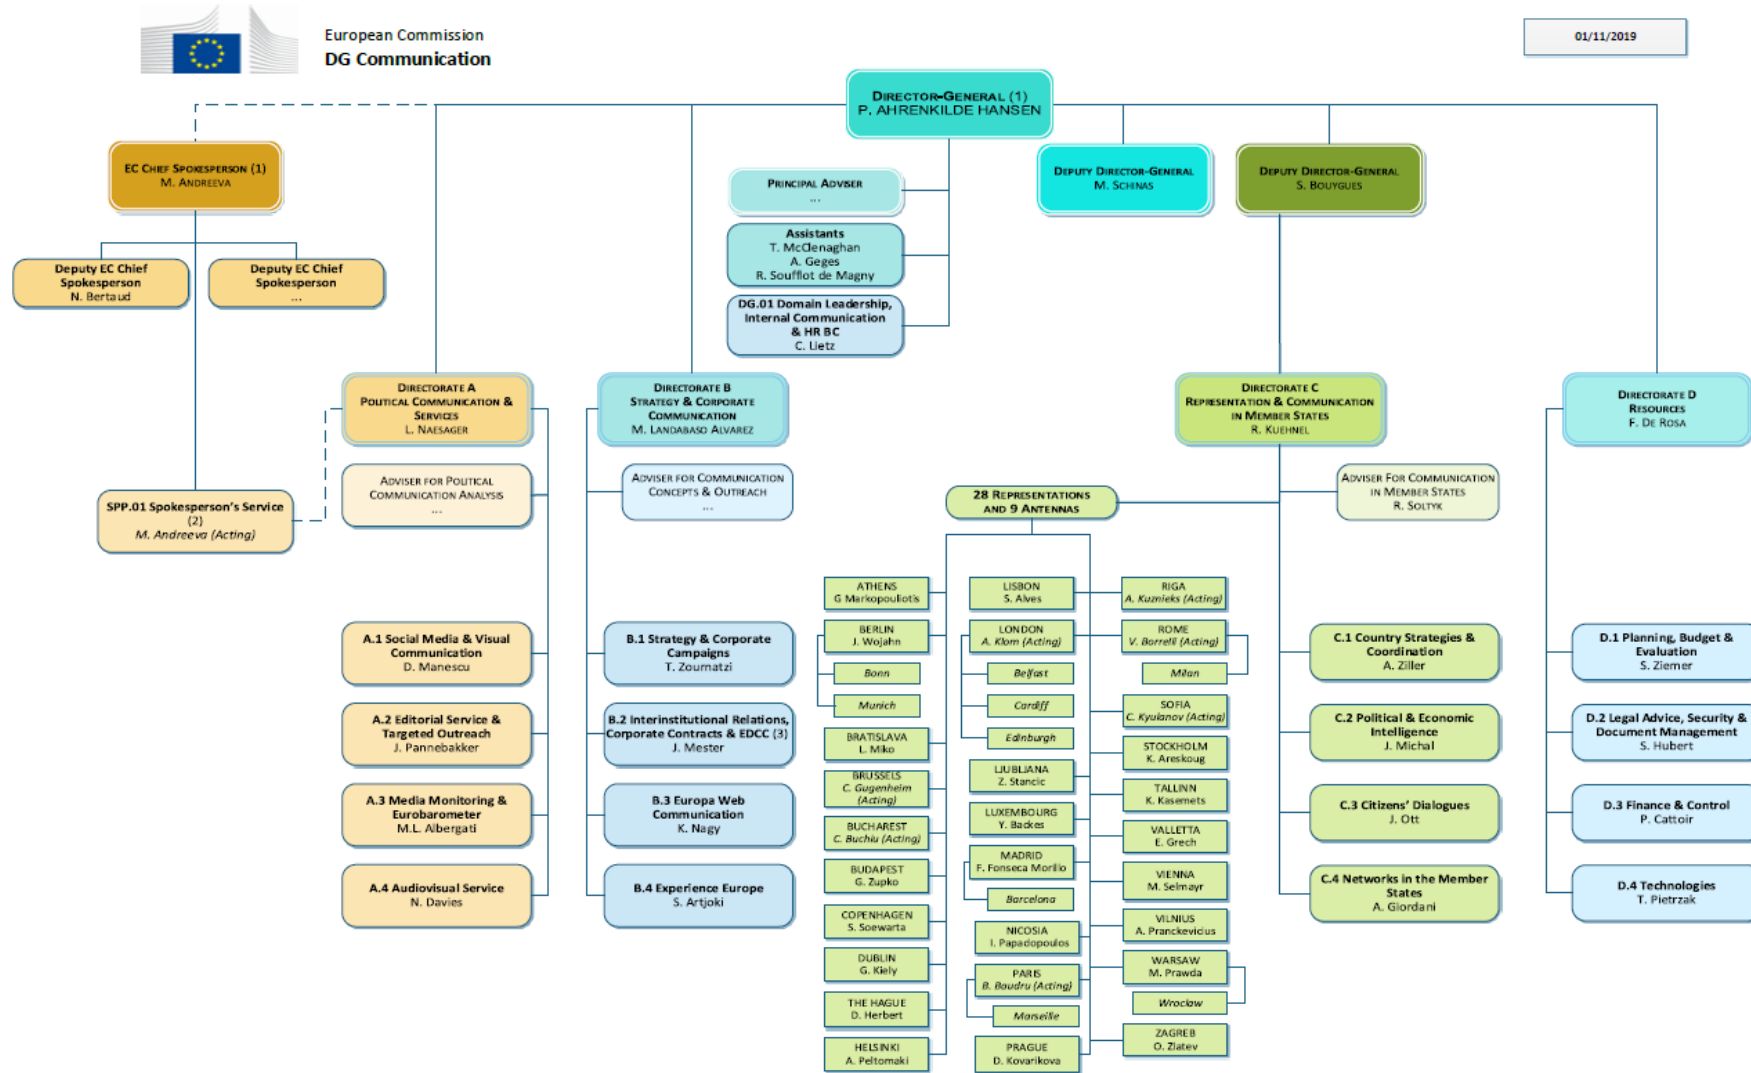 European Commission
DG Communication
01/11/2019
DIRECTOR-GENERAL (1)
P. AHRENKILDE HANSEN
EC CHIEF SPOKESPERSON (1)
M. ANDREEVA
PRINCIPAL ADVISER
...
DEPUTY DIRECTOR-GENERAL
M. SCHINAS
DEPUTY DIRECTOR-GENERAL
S. BOUYGUES
Assistants
T. McClenaghan
A. Geges
R. Soufflot de Magny
Deputy EC Chief
Spokesperson
N. Bertaud
Deputy EC Chief
Spokesperson
...
DG.01 Domain Leadership,
Internal Communication
& HR BC
C. Lietz
DIRECTORATE A
POLITICAL COMMUNICATION &
SERVICES
L. NAESAGER
DIRECTORATE B
STRATEGY & CORPORATE
COMMUNICATION
M. LANDABASO ALVAREZ
DIRECTORATE C
REPRESENTATION & COMMUNICATION
IN MEMBER STATES
R. KUEHNEL
DIRECTORATE D
RESOURCES
F. DE ROSA
ADVISER FOR POLITICAL
COMMUNICATION ANALYSIS
...
ADVISER FOR COMMUNICATION
CONCEPTS & OUTREACH
...
ADVISER FOR COMMUNICATION
IN MEMBER STATES
R. SOLTYK
SPP.01 Spokesperson's Service
(2)
M. Andreeva (Acting)
28 REPRESENTATIONS
AND 9 ANTENNAS
A.1 Social Media & Visual
Communication
D. Manescu
A.2 Editorial Service &
Targeted Outreach
J. Pannebakker
A.3 Media Monitoring &
Eurobarometer
M.L. Albergati
A.4 Audiovisual Service
N. Davies
B.1 Strategy & Corporate
Campaigns
T. Zournatzi
B.2 Interinstitutional Relations,
Corporate Contracts & EDCC (3)
J. Mester
B.3 Europa Web
Communication
K. Nagy
B.4 Experience Europe
S. Artjoki
ATHENS
G Markopouliotis
BERLIN
J. Wojahn
Bonn
Munich
BRATISLAVA
L. Miko
BRUSSELS
C. Gugenheim
(Acting)
BUCHAREST
C. Buchiu (Acting)
BUDAPEST
G. Zupko
COPENHAGEN
S. Soewarta
DUBLIN
G. Kiely
THE HAGUE
D. Herbert
HELSINKI
A. Peltomaki
LISBON
S. Alves
LONDON
A. Klom (Acting)
Belfast
Cardiff
Edinburgh
LJUBLJANA
Z. Stancic
LUXEMBOURG
Y. Backes
MADRID
F. Fonseca Morillo
Barcelona
NICOSIA
I. Papadopoulos
PARIS
B. Baudru (Acting)
Marseille
PRAGUE
D. Kovarikova
RIGA
A. Kuznieks (Acting)
ROME
V. Borrelli (Acting)
Milan
SOFIA
C. Kyulanov (Acting)
STOCKHOLM
K. Areskoug
TALLINN
K. Kasemets
VALLETTA
E. Grech
VIENNA
M. Selmayr
VILNIUS
A. Pranckevicius
WARSAW
M. Prawda
Wroclaw
ZAGREB
O. Zlatev
C.1 Country Strategies &
Coordination
A. Ziller
C.2 Political & Economic
Intelligence
J. Michal
C.3 Citizens' Dialogues
J. Ott
C.4 Networks in the Member
States
A. Giordani
D.1 Planning, Budget &
Evaluation
S. Ziemer
D.2 Legal Advice, Security &
Document Management
S. Hubert
D.3 Finance & Control
P. Cattoir
D.4 Technologies
T. Pietrzak